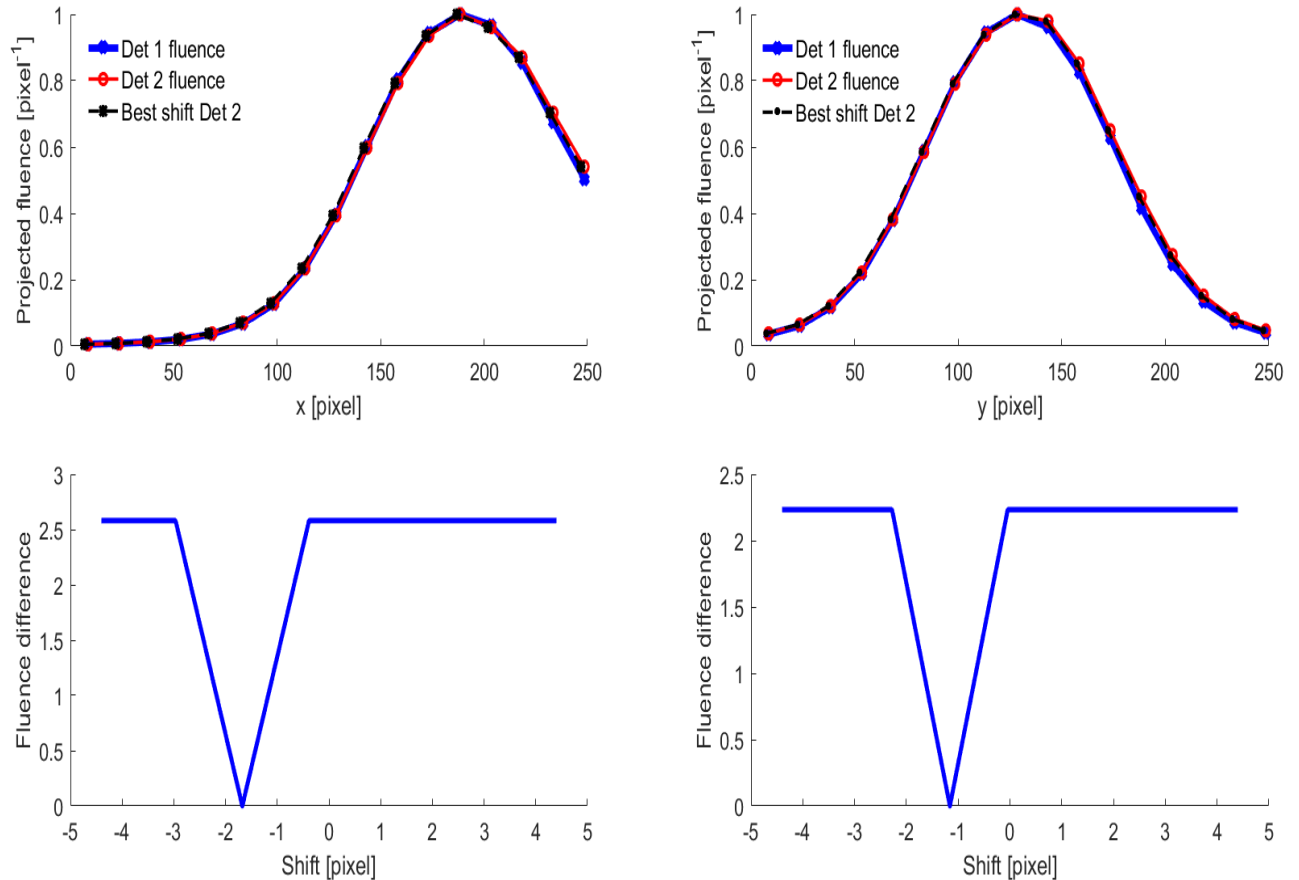 Projected fluence [pixel-1]
1
0.8
0.6
0.4
0.2
0
Det 1 fluence
Det 2 fluence
Best shift Det 2
0 50 100 150 200 250
x [pixel]
Projectede fluence [pixel-1]
1
0.8
0.6
0.4
0.2
0
Det 1 fluence
Det 2 fluence
Best shift Det 2
0 50 100 150 200 250
y [pixel]
Fluence difference
3
2.5
2
1.5
1
0.5
0
-5 -4 -3 -2 -1 0 1 2 3 4 5
Shift [pixel]
Fluence difference
2.5
2
1.5
1
0.5
0
-5 -4 -3 -2 -1 0 1 2 3 4 5
Shift [pixel]